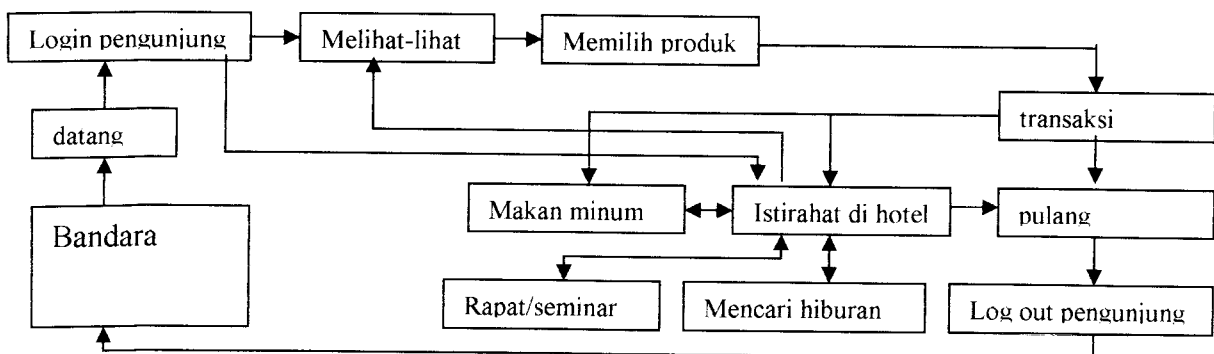 Login pengunjung
Melihat-lihat
Memilih produk
datang
transaksi
Makan minum
Istirahat di hotel
pulang
Bandara
Rapat/seminar
Mencari hiburan
Log out pengunjung